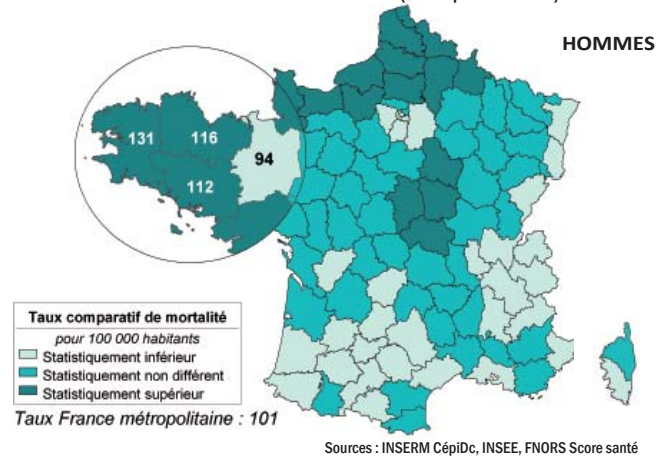 HOMMES
131
116
94
112
Taux comparatif de mortalité
pour 100 000 habitants
Statistiquement inférieur
Statistiquement non différent
Statistiquement supérieur
Taux France métropolitaine : 101
Sources : INSERM CépiDc, INSEE, FNORS Score santé